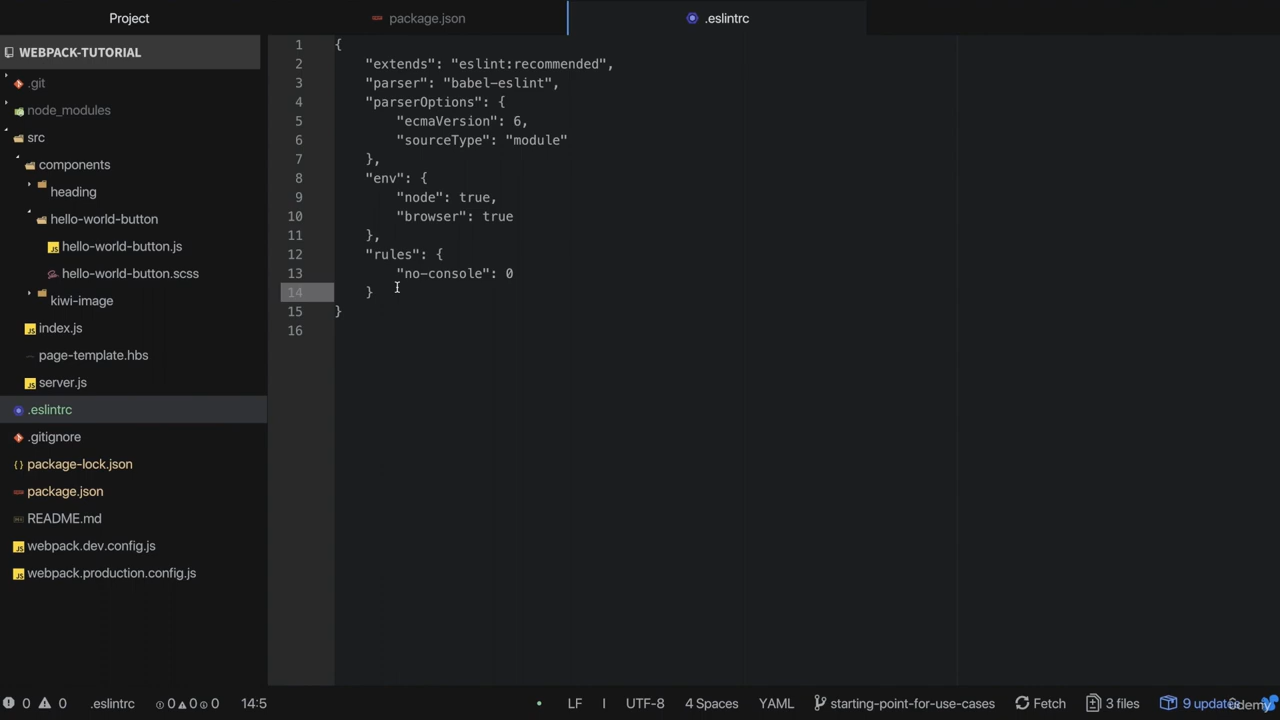 Project
package.json
.eslintrc
WEBPACK-TUTORIAL
.git
node_modules
src
components
heading
hello-world-button
hello-world-button.js
hello-world-button.scss
kiwi-image
index.js
page-template.hbs
server.js
.eslintrc
.gitignore
package-lock.json
package.json
README.md
webpack.dev.config.js
webpack.production.config.js
1 {
2 "extends": "eslint:recommended",
3 "parser": "babel-eslint",
4 "parserOptions": {
5 "ecmaVersion": 6,
6 "sourceType": "module"
7 },
8 "env": {
9 "node": true,
10 "browser": true
11 },
12 "rules": {
13 "no-console": 0
14 }
15 }
16
0 0 .eslintrc 0 0 0 14:5 LF I UTF-8 4 Spaces YAML starting-point-for-use-cases Fetch 3 files 9 updates
Udemy